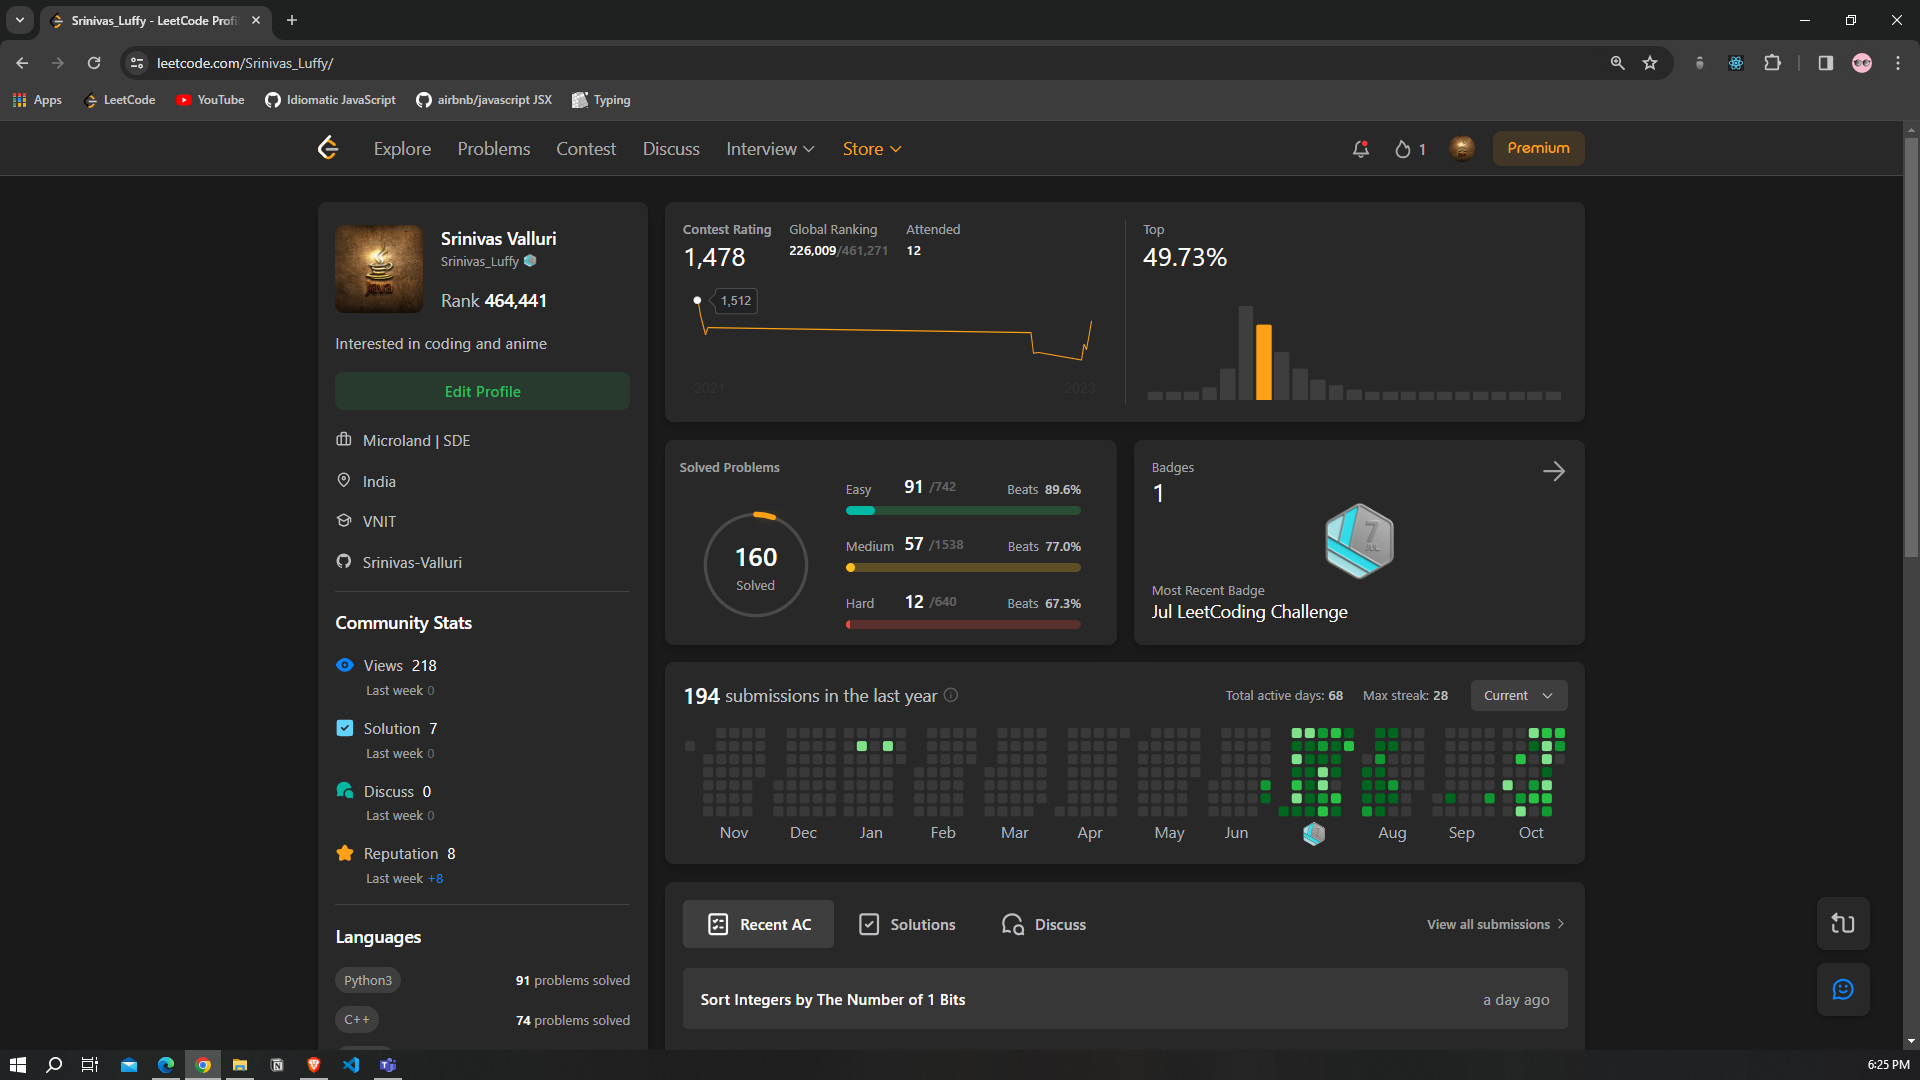 Srinivas_Luffy - LeetCode Profi
leetcode.com/Srinivas_Luffy/
Apps
LeetCode
YouTube
Idiomatic JavaScript
airbnb/javascript JSX
Typing
Explore
Problems
Contest
Discuss
Interview
Store
1
Premium
Srinivas Valluri
Srinivas_Luffy
Rank 464,441
Interested in coding and anime
Edit Profile
Microland | SDE
India
VNIT
Srinivas-Valluri
Community Stats
Views 218
Last week 0
Solution 7
Last week 0
Discuss 0
Last week 0
Reputation 8
Last week +8
Languages
Python3
91 problems solved
C++
74 problems solved
Contest Rating
1,478
Global Ranking
226,009/461,271
Attended
12
1,512
2021
2023
Top
49.73%
Solved Problems
160
Solved
Easy 91 /742 Beats 89.6%
Medium 57 /1538 Beats 77.0%
Hard 12 /640 Beats 67.3%
Badges
1
7
JUL
Most Recent Badge
Jul LeetCoding Challenge
194 submissions in the last year
Total active days: 68
Max streak: 28
Current
Nov Dec Jan Feb Mar Apr May Jun Aug Sep Oct
Recent AC
Solutions
Discuss
View all submissions
Sort Integers by The Number of 1 Bits
a day ago
6:25 PM